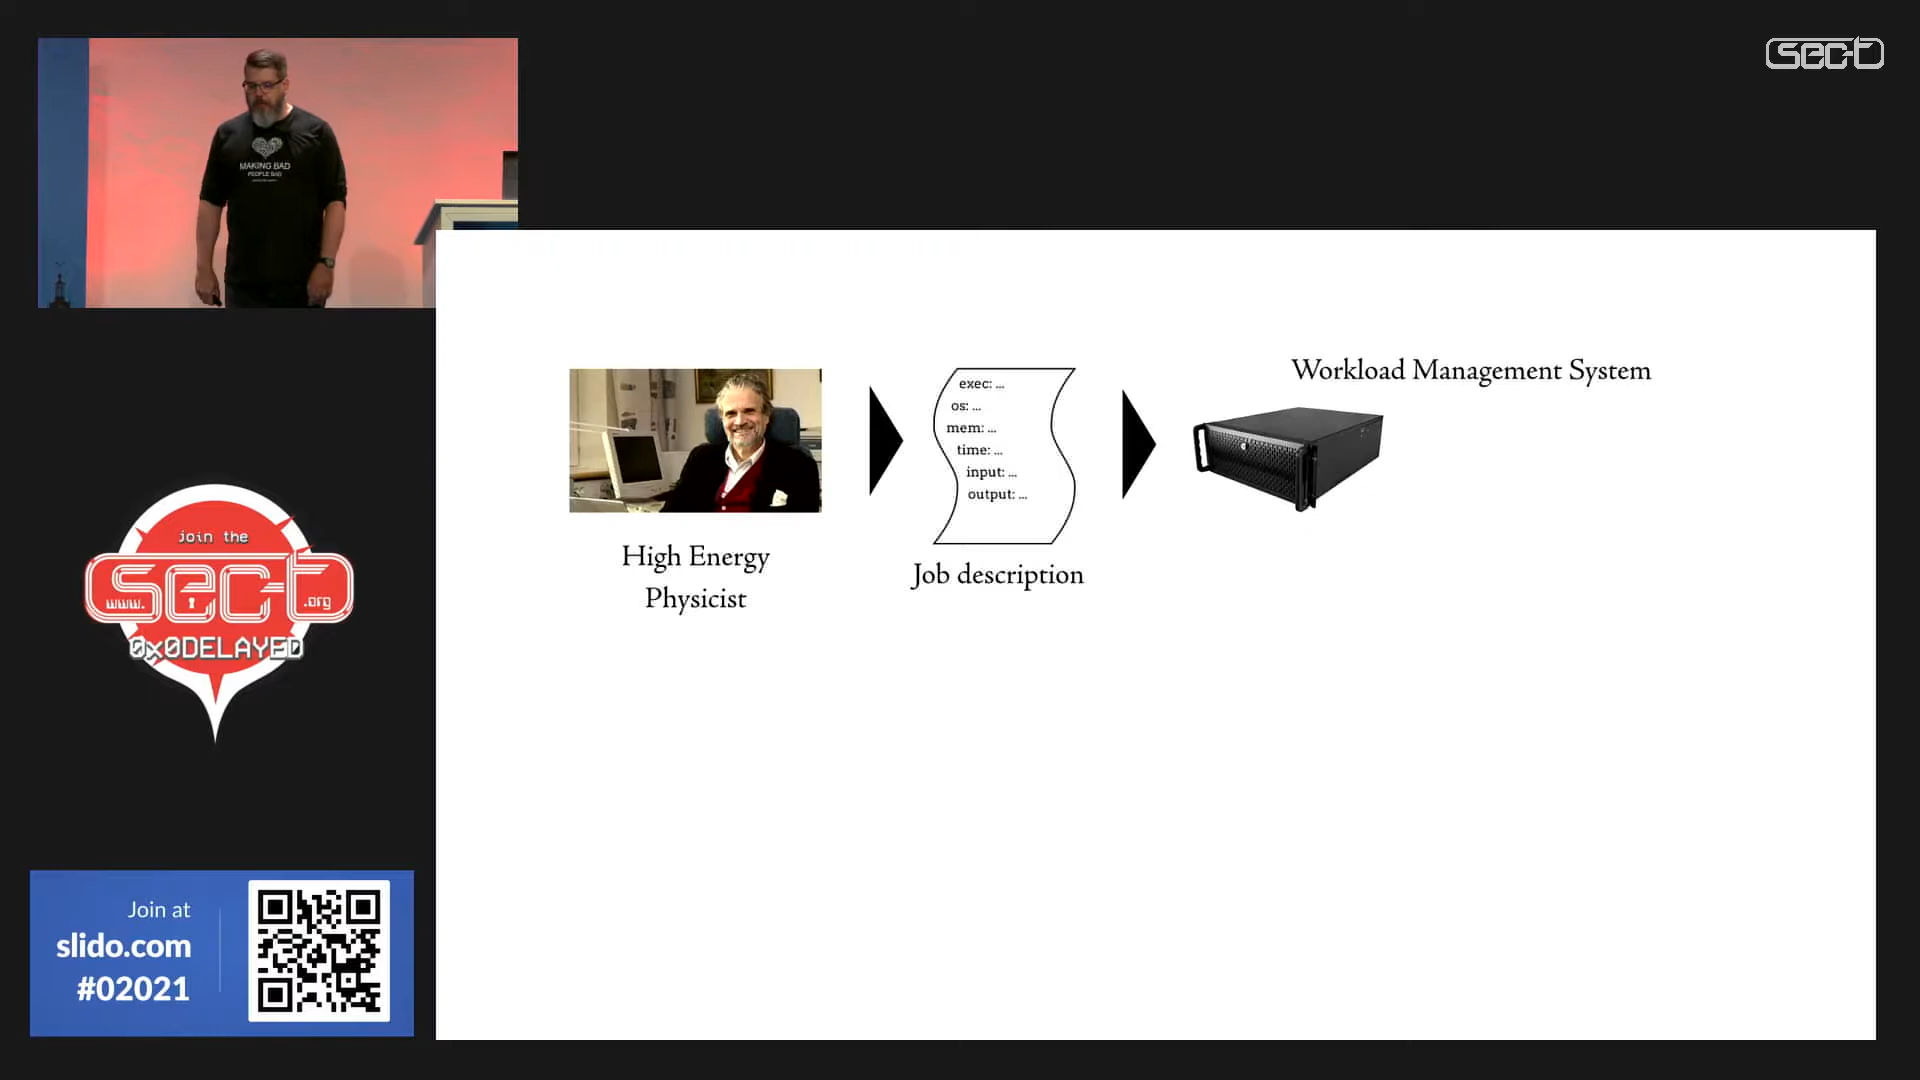 sec-t
MAKING BAD
PEOPLE SAD
exec: ...
os: ...
mem: ...
time: ...
input: ...
output: ...
Workload Management System
High Energy
Physicist
Job description
join the
sec-t
www.
.org
0x0DELAYED
Join at
slido.com
#02021